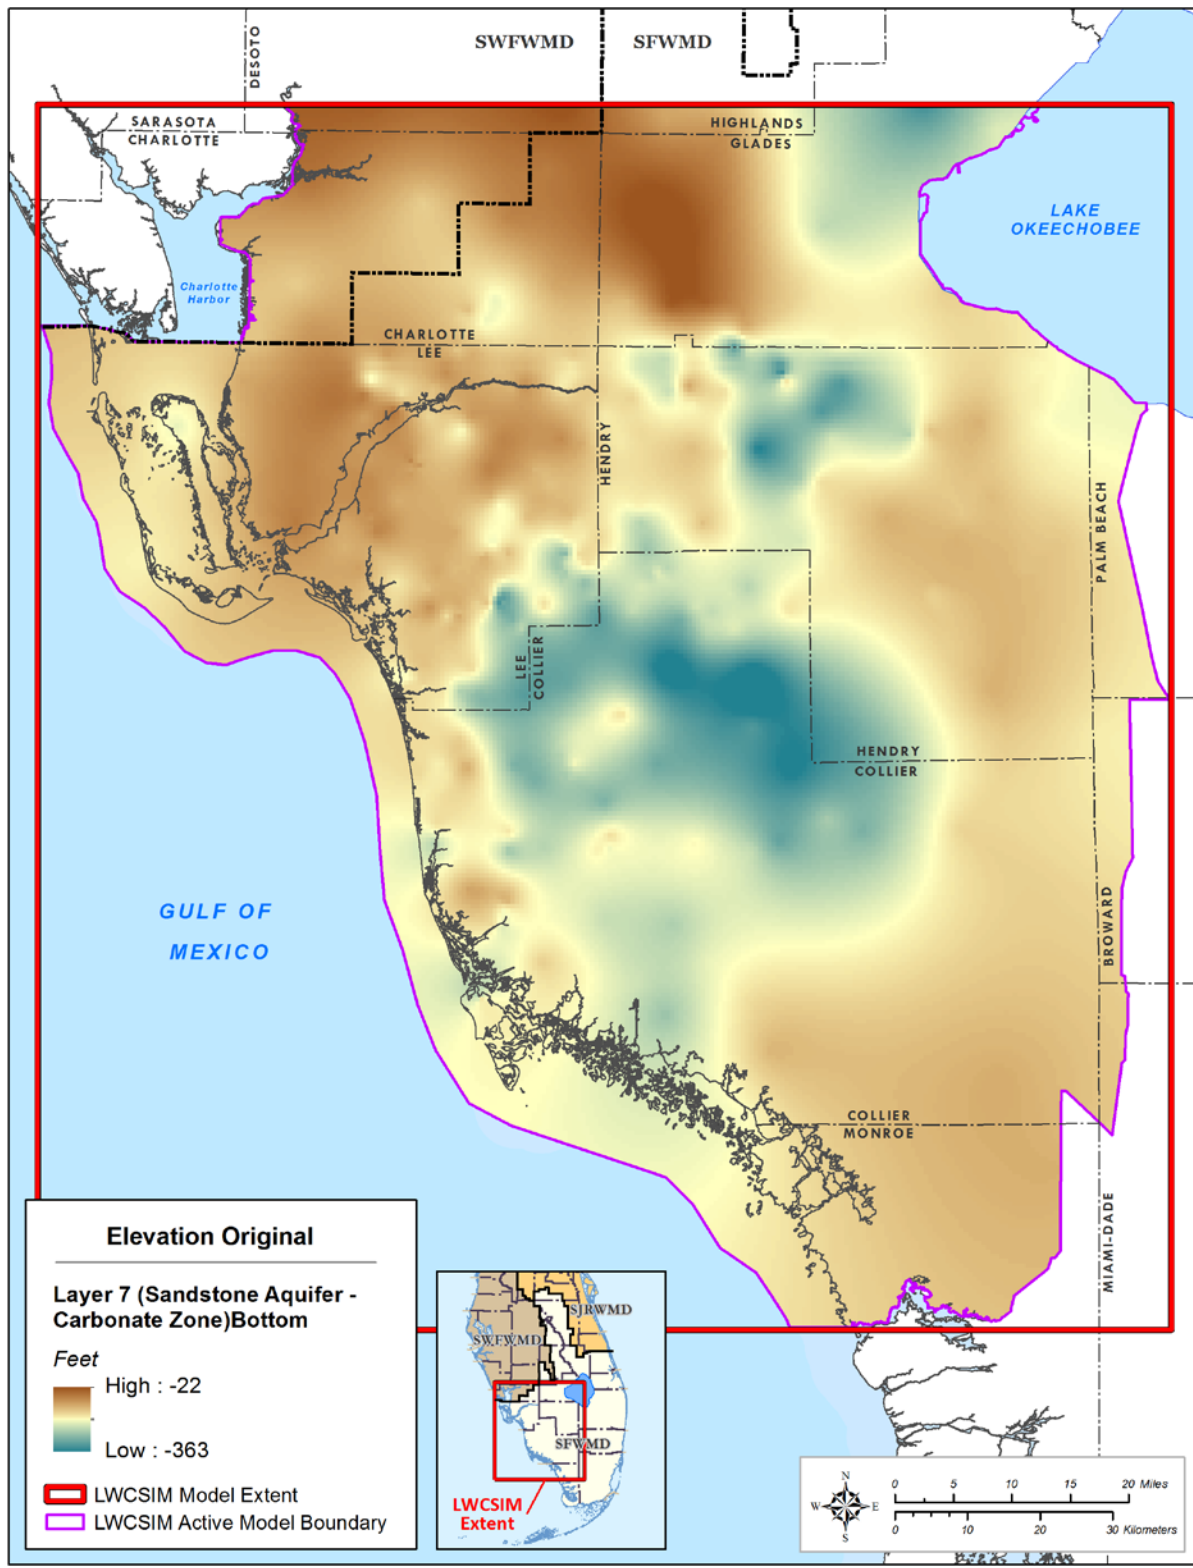 SWFWMD
SFWMD
DESOTO
SARASOTA
CHARLOTTE
HIGHLANDS
GLADES
LAKE
OKEECHOBEE
Charlotte
Harbor
CHARLOTTE
LEE
HENDRY
PALM BEACH
LEE
COLLIER
HENDRY
COLLIER
GULF OF
MEXICO
BROWARD
COLLIER
MONROE
MIAMI-DADE
Elevation Original
Layer 7 (Sandstone Aquifer -
Carbonate Zone)Bottom
Feet
High : -22
Low : -363
LWCSIM Model Extent
LWCSIM Active Model Boundary
SJRWMD
SWFWMD
SFWMD
LWCSIM
Extent
N
W E
S
0 5 10 15 20 Miles
0 10 20 30 Kilometers